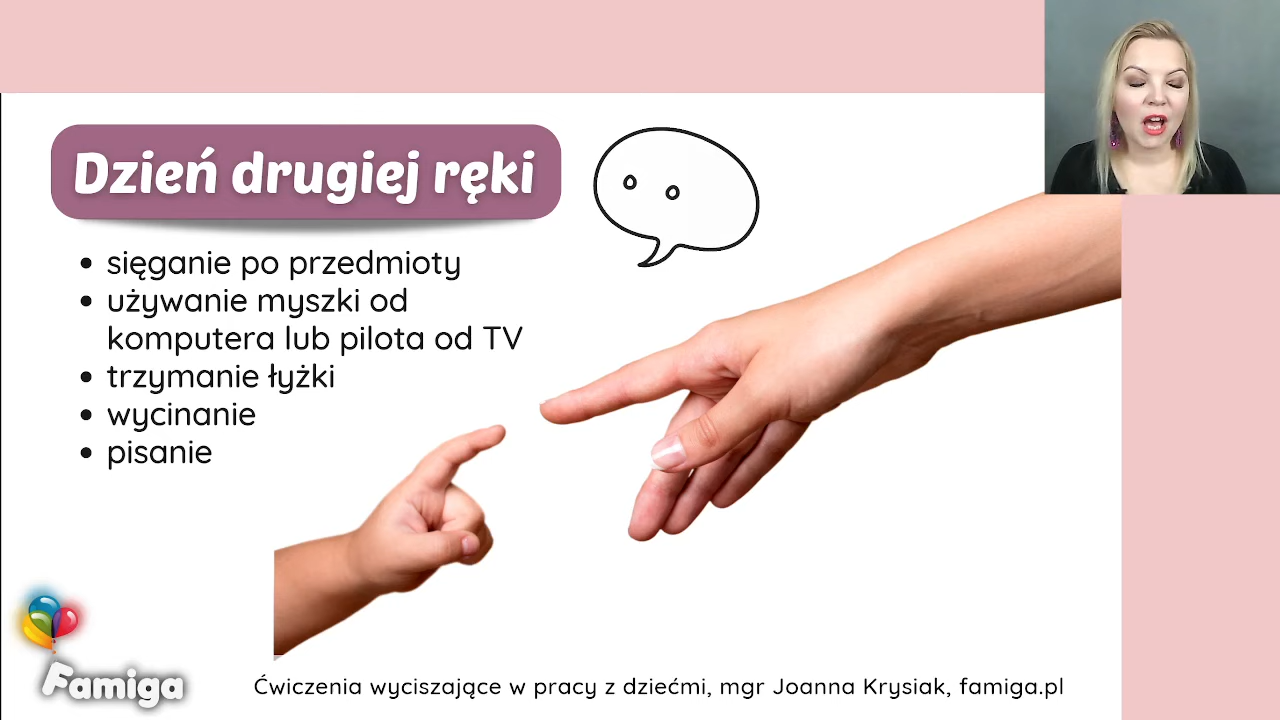 Dzień drugiej ręki
• sięganie po przedmioty
• używanie myszki od
komputera lub pilota od TV
• trzymanie łyżki
• wycinanie
• pisanie
Famiga
Ćwiczenia wyciszające w pracy z dziećmi, mgr Joanna Krysiak, famiga.pl